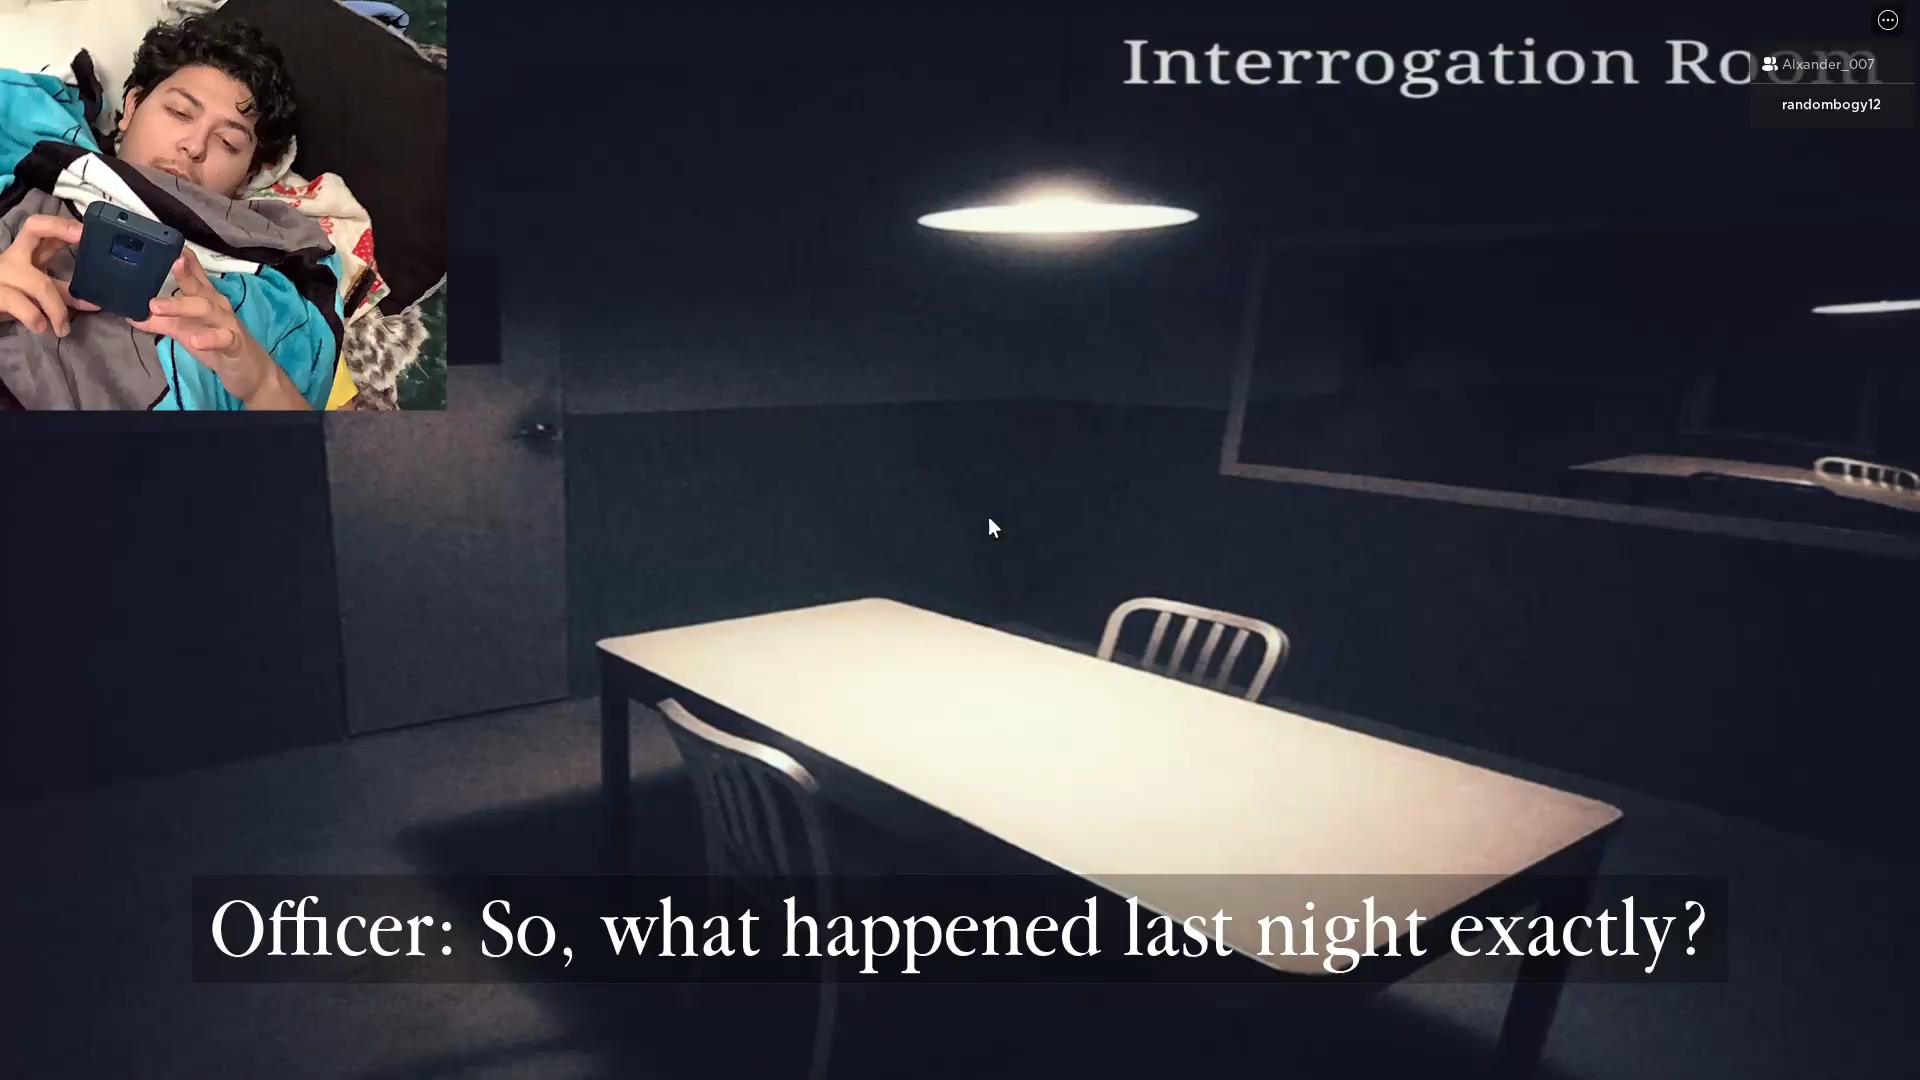 Interrogation Room
Alxander_007
randombogy12
Officer: So, what happened last night exactly?